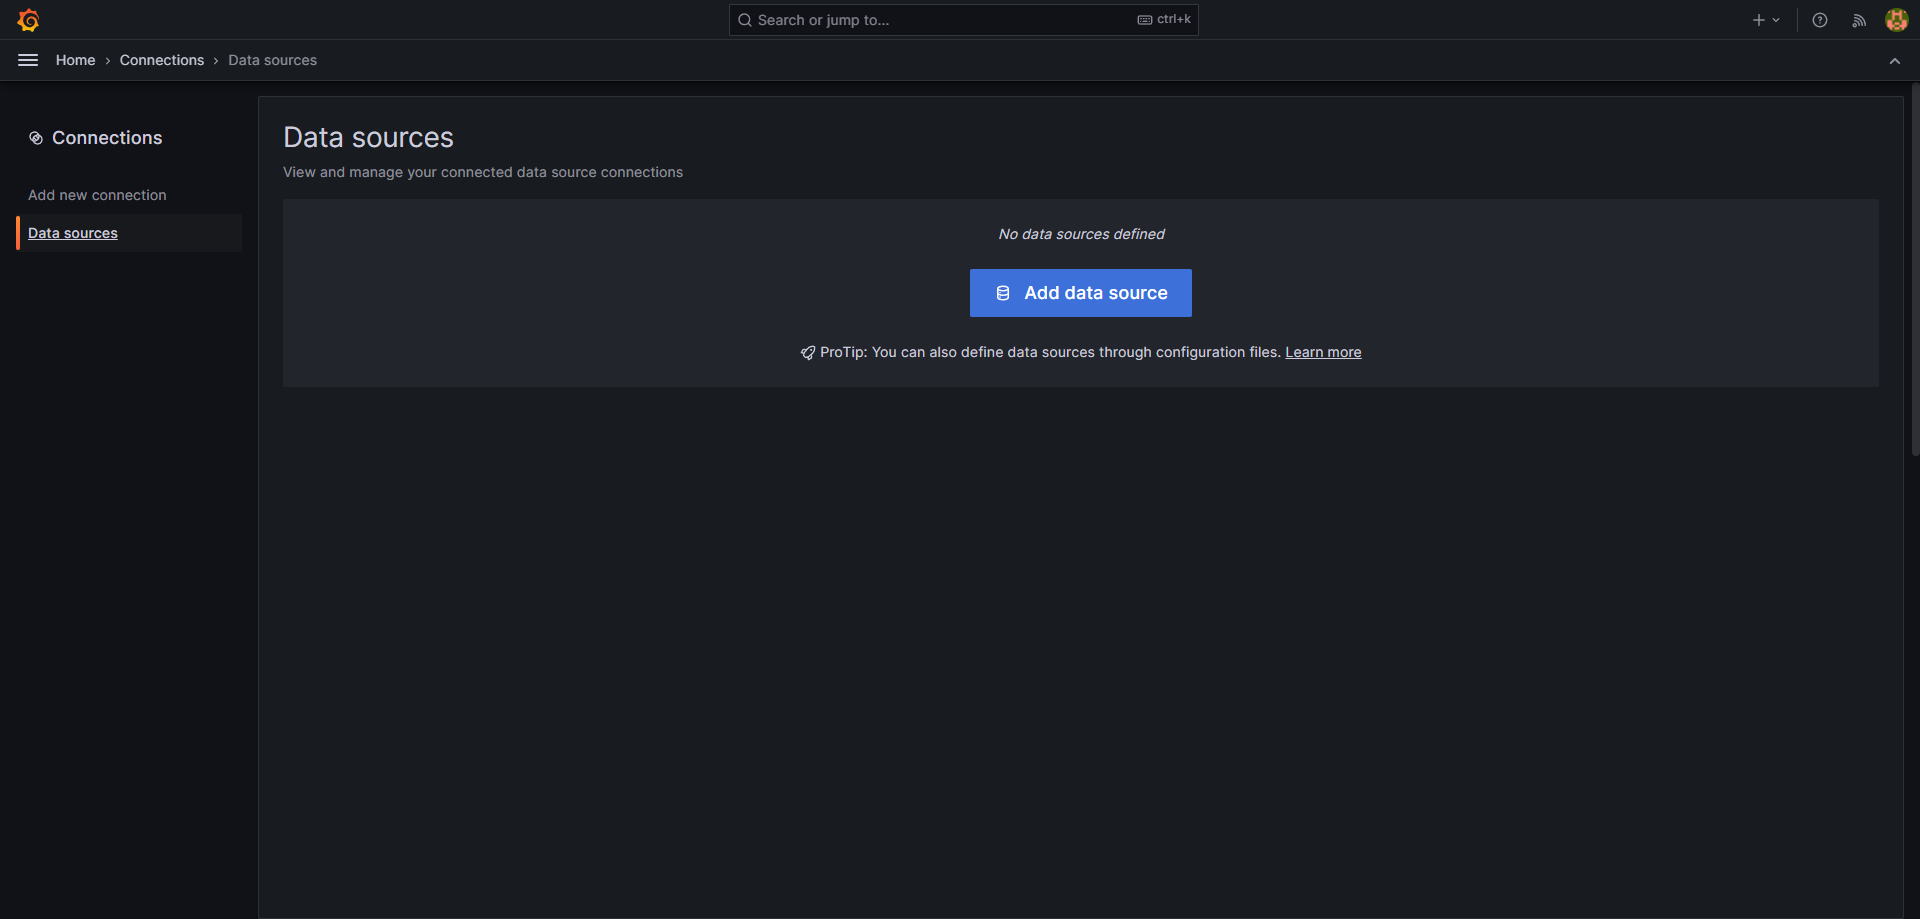 Search or jump to...
ctrl+k
Home › Connections › Data sources
Connections
Add new connection
Data sources
Data sources
View and manage your connected data source connections
No data sources defined
Add data source
ProTip: You can also define data sources through configuration files. Learn more